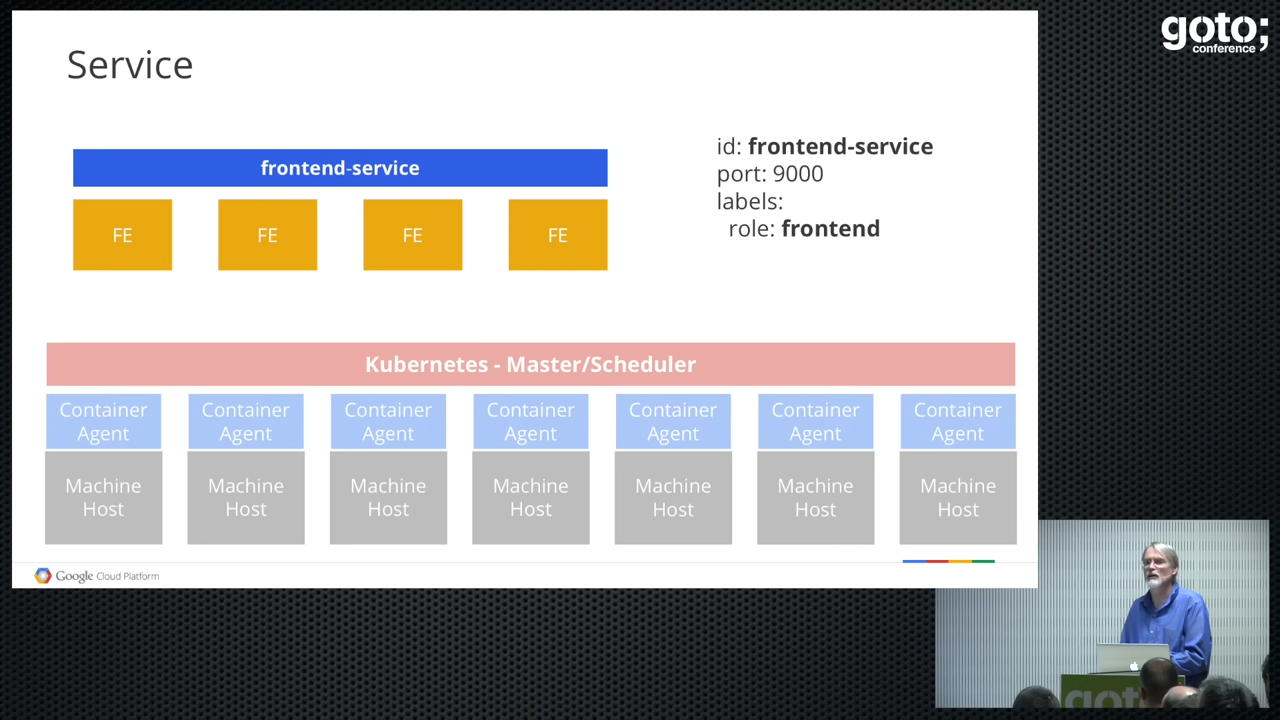 goto;
conference
Service
frontend-service
FE FE FE FE
id: frontend-service
port: 9000
labels:
role: frontend
Kubernetes - Master/Scheduler
Container Container Container Container Container Container Container
Agent Agent Agent Agent Agent Agent Agent
Machine Machine Machine Machine Machine Machine Machine
Host Host Host Host Host Host Host
Google Cloud Platform
goto